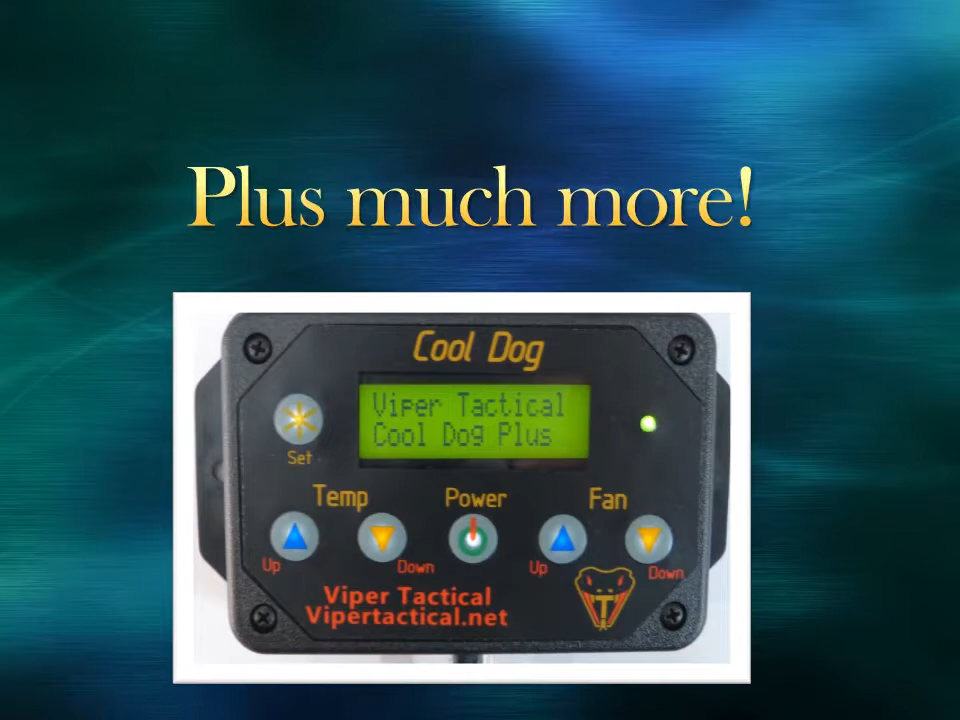 Plus much more!
Cool Dog
Viper Tactical
Cool Dog Plus
Set
Temp
Power
Fan
Up
Down
Up
Down
Viper Tactical
Vipertactical.net
T